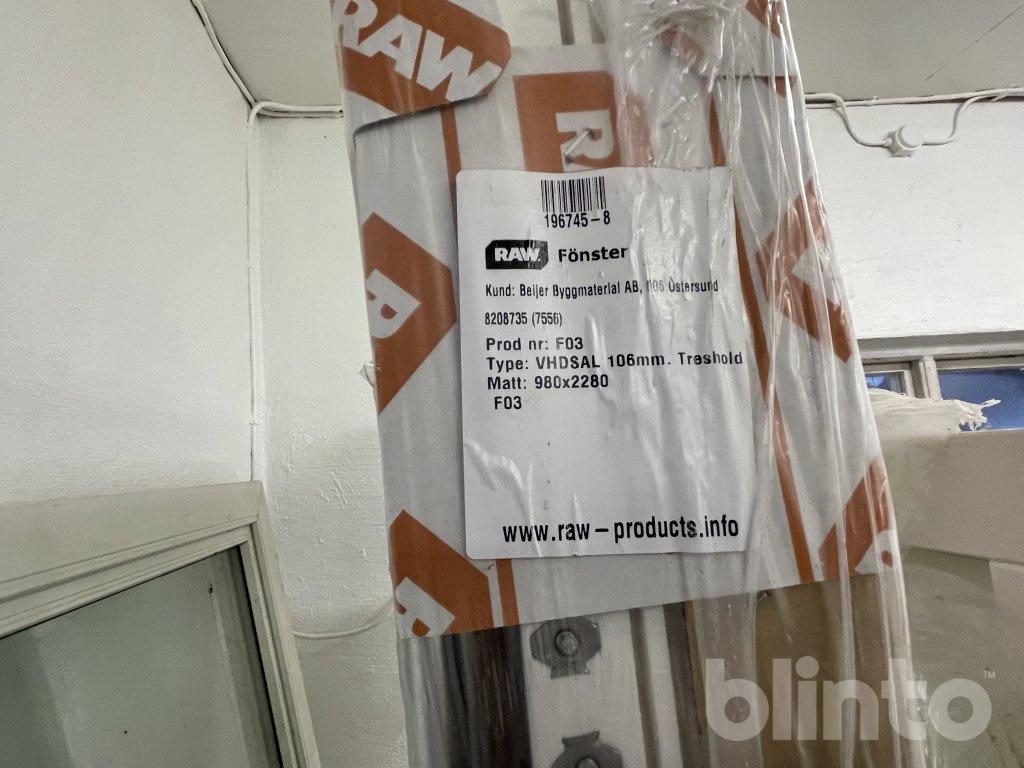 RAW
R
196745-8
RAW. Fönster
Kund: Beijer Byggmaterial AB, Östersund
8208735 (7556)
Prod nr: F03
Type: VHDSAL 106mm. Treshold
Matt: 980x2280
F03
www.raw-products.info
R
R
blinto™